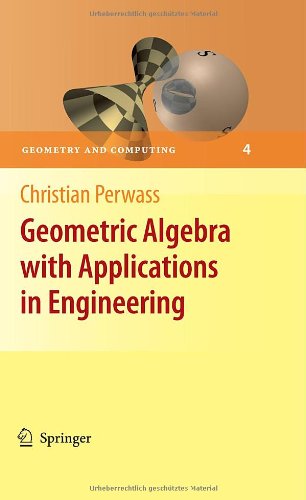 Urheberrechtlich geschütztes Material
GEOMETRY AND COMPUTING 4
Christian Perwass
Geometric Algebra
with Applications
in Engineering
Springer
Urheberrechtlich geschütztes Material